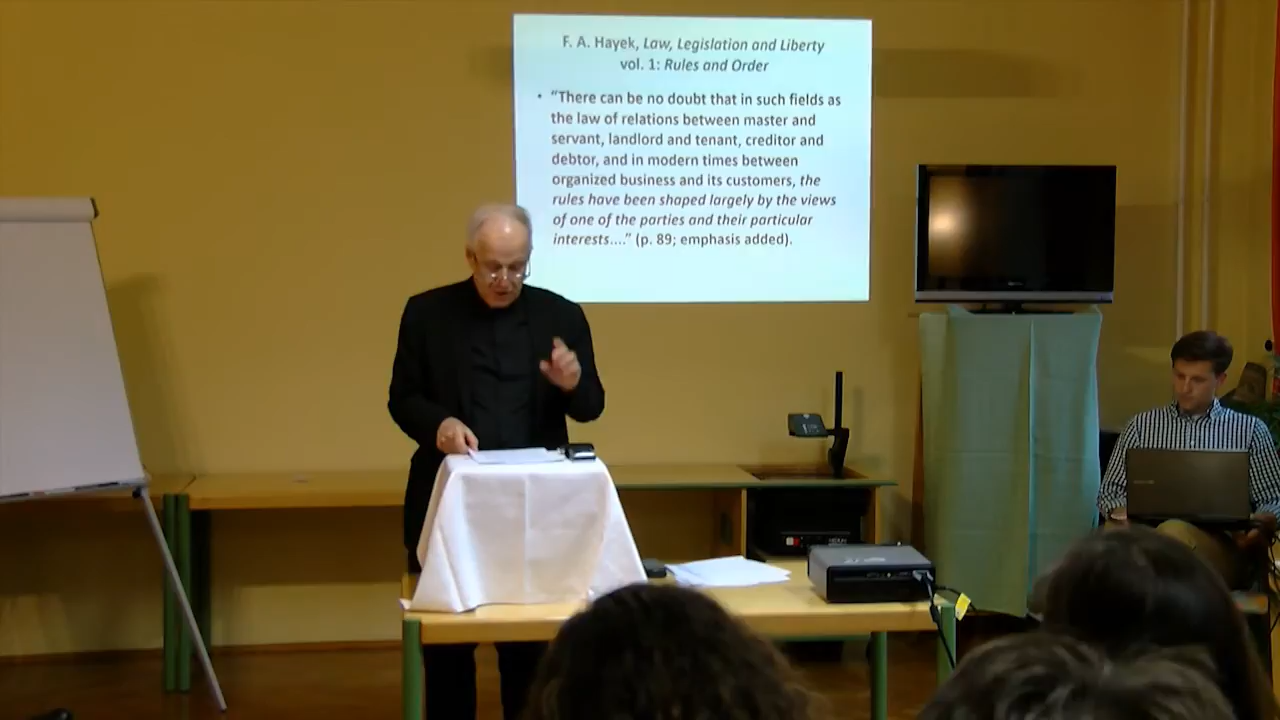 F. A. Hayek, Law, Legislation and Liberty
vol. 1: Rules and Order
• “There can be no doubt that in such fields as
the law of relations between master and
servant, landlord and tenant, creditor and
debtor, and in modern times between
organized business and its customers, the
rules have been shaped largely by the views
of one of the parties and their particular
interests....” (p. 89; emphasis added).